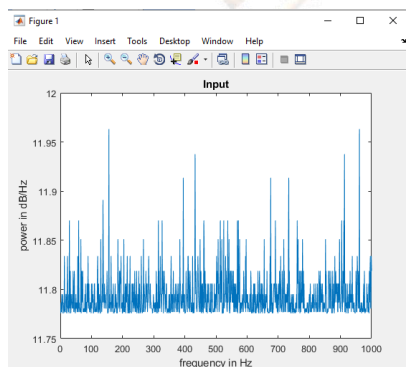 Figure 1
File Edit View Insert Tools Desktop Window Help
Input
12
11.95
11.9
11.85
11.8
11.75
power in dB/Hz
0 100 200 300 400 500 600 700 800 900 1000
frequency in Hz